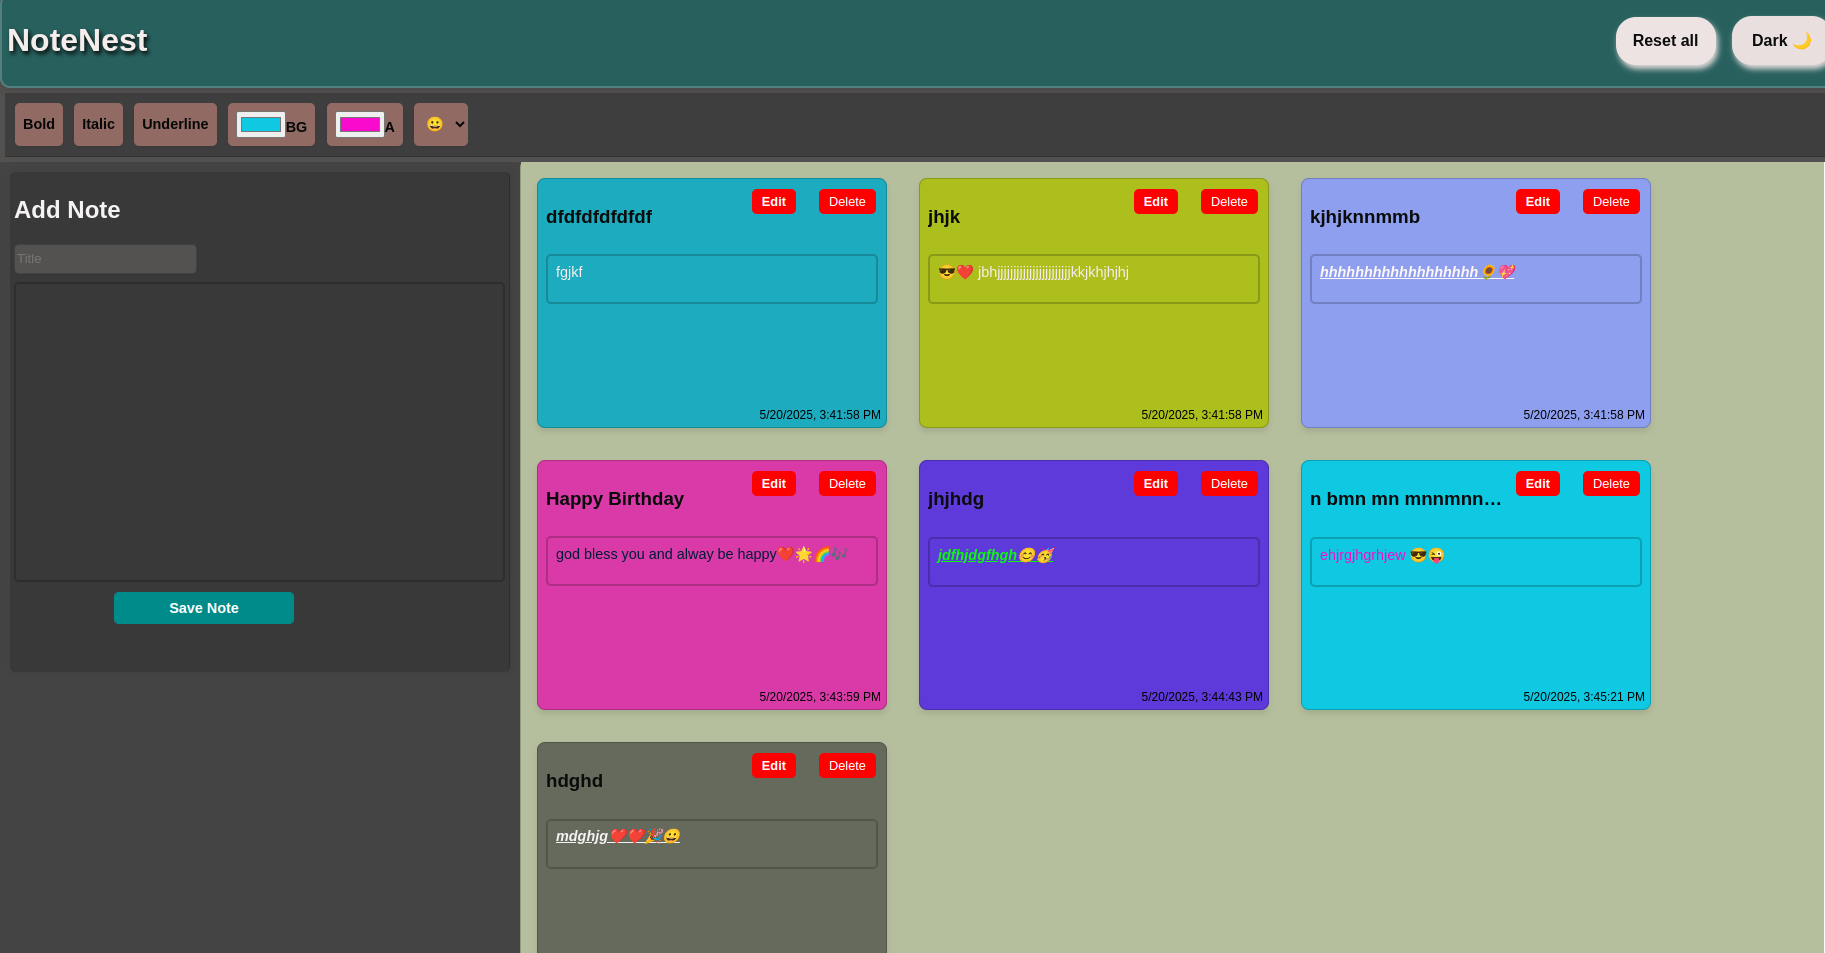 NoteNest
Reset all
Dark 🌙
Bold
Italic
Underline
BG
A
😀
Add Note
Title
Save Note
dfdfdfdfdfdf
Edit
Delete
fgjkf
5/20/2025, 3:41:58 PM
jhjk
Edit
Delete
😎❤️ jbhjjjjjjjjjjjjjjjjjjjjjjjkkjkhjhjhj
5/20/2025, 3:41:58 PM
kjhjknnmmb
Edit
Delete
hhhhhhhhhhhhhhhhhh🌻💖
5/20/2025, 3:41:58 PM
Happy Birthday
Edit
Delete
god bless you and alway be happy❤️🌟🌈🎶
5/20/2025, 3:43:59 PM
jhjhdg
Edit
Delete
jdfhjdgfhgh😊🥳
5/20/2025, 3:44:43 PM
n bmn mn mnnmnn…
Edit
Delete
ehjrgjhgrhjew 😎😜
5/20/2025, 3:45:21 PM
hdghd
Edit
Delete
mdghjg❤️❤️🎉😀